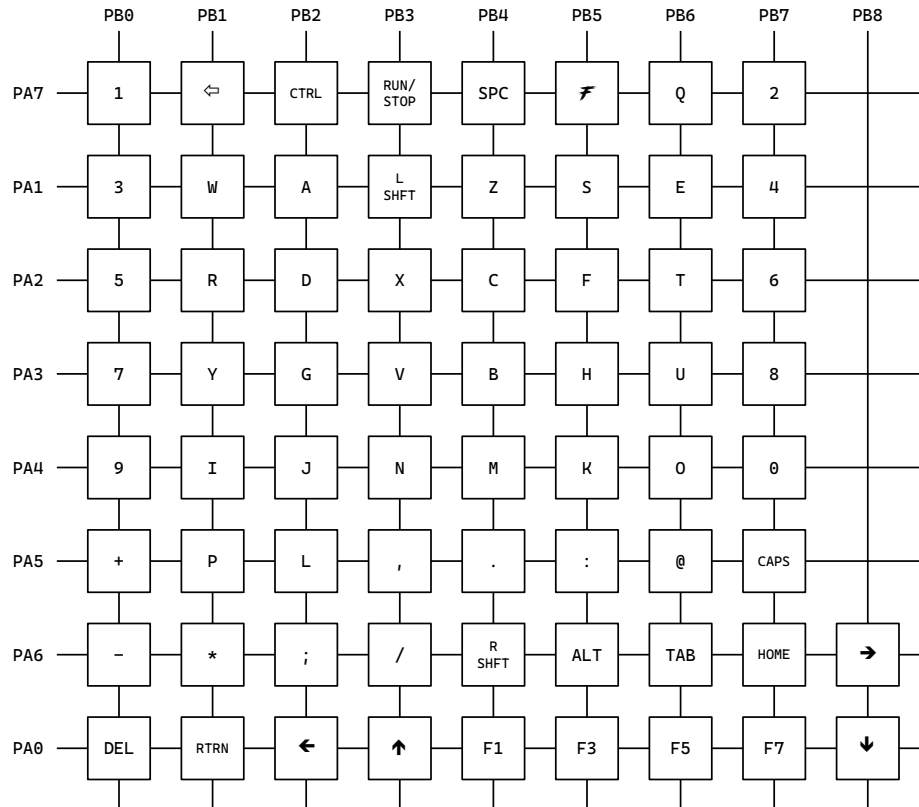 PB0 PB1 PB2 PB3 PB4 PB5 PB6 PB7 PB8
PA7 1 ⇦ CTRL RUN/ STOP SPC Q 2
PA1 3 W A L SHFT Z S E 4
PA2 5 R D X C F T 6
PA3 7 Y G V B H U 8
PA4 9 I J N M K O 0
PA5 + P L , . : @ CAPS
PA6 − * ; / R SHFT ALT TAB HOME →
PA0 DEL RTRN ← ↑ F1 F3 F5 F7 ↓